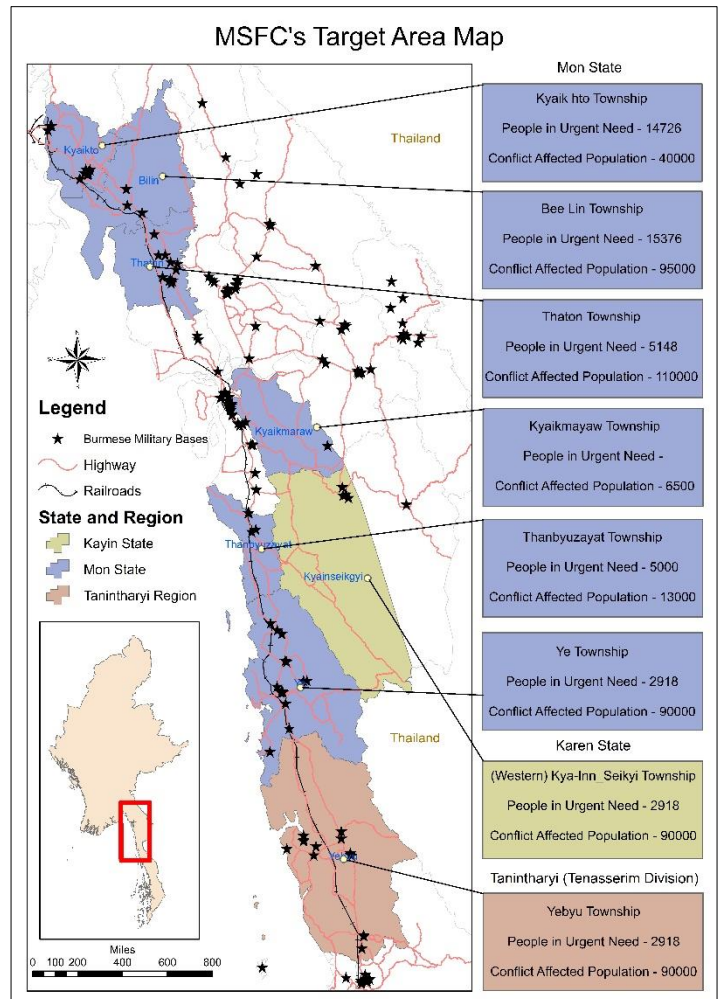 MSFC's Target Area Map
Mon State
Kyaik hto Township
People in Urgent Need - 14726
Conflict Affected Population - 40000
Bee Lin Township
People in Urgent Need - 15376
Conflict Affected Population - 95000
Thaton Township
People in Urgent Need - 5148
Conflict Affected Population - 110000
Kyaikmayaw Township
People in Urgent Need -
Conflict Affected Population - 6500
Thanbyuzayat Township
People in Urgent Need - 5000
Conflict Affected Population - 13000
Ye Township
People in Urgent Need - 2918
Conflict Affected Population - 90000
Karen State
(Western) Kya-Inn_Seikyi Township
People in Urgent Need - 2918
Conflict Affected Population - 90000
Tanintharyi (Tenasserim Division)
Yebyu Township
People in Urgent Need - 2918
Conflict Affected Population - 90000
Thailand
Kyaikto
Bilin
Kyaikmaraw
Thanbyuzayat
Kyainseikgyi
Thailand
Legend
Burmese Military Bases
Highway
Railroads
State and Region
Kayin State
Mon State
Tanintharyi Region
Miles
0 100 200 400 600 800